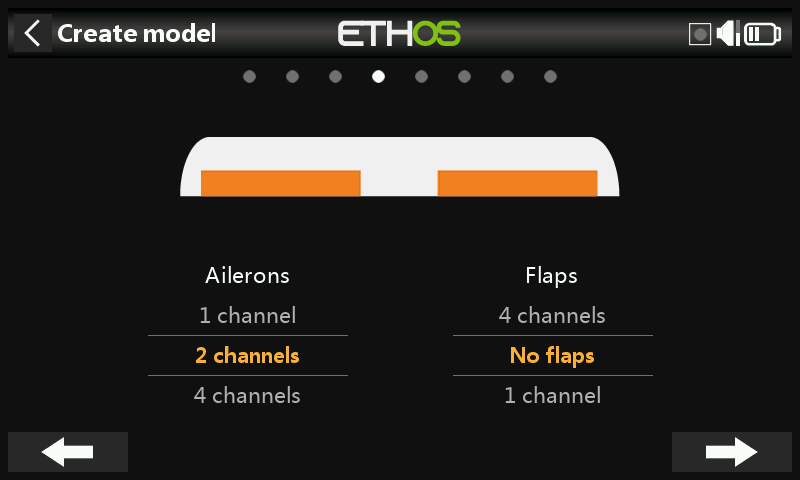 Create model
ETHOS
Ailerons
Flaps
1 channel
4 channels
2 channels
No flaps
4 channels
1 channel